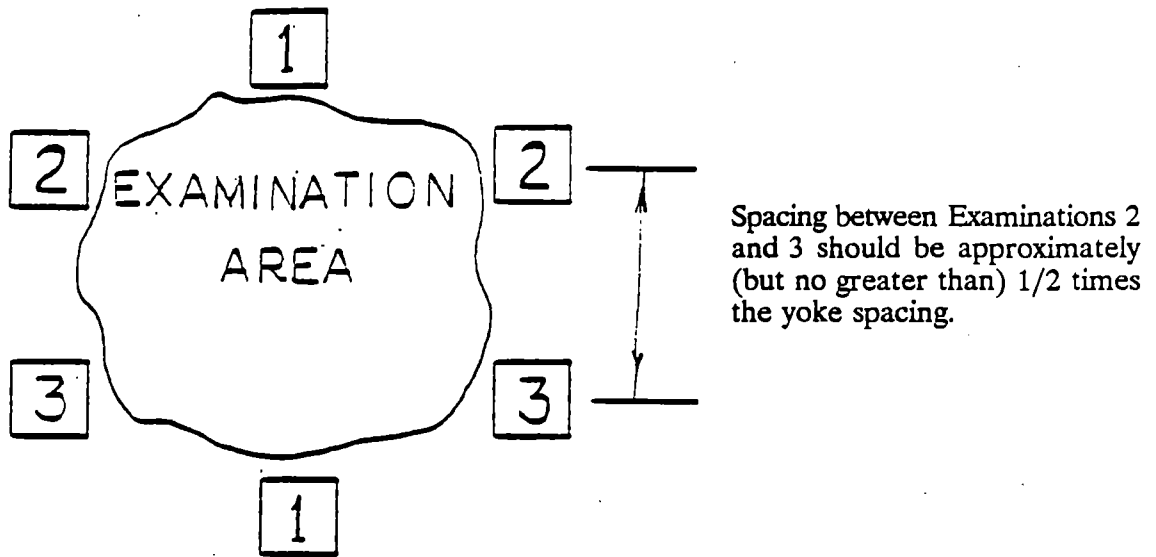 1
2
EXAMINATION
2
AREA
Spacing between Examinations 2
and 3 should be approximately
(but no greater than) 1/2 times
the yoke spacing.
3
3
1